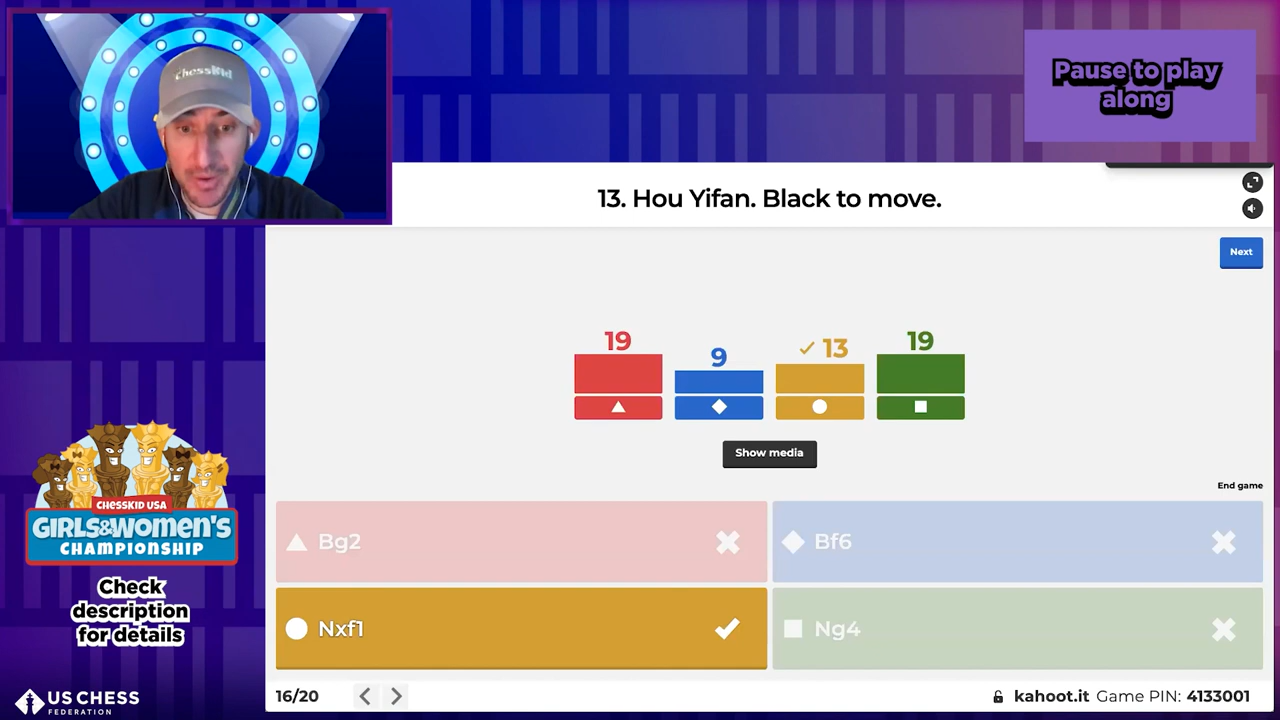 ChessKid
Pause to play
along
13. Hou Yifan. Black to move.
Next
19
9
13
19
Show media
End game
Bg2
Bf6
Nxf1
Ng4
CHESSKID USA
GIRLS&WOMEN'S
CHAMPIONSHIP
Check
description
for details
US CHESS
FEDERATION
16/20
kahoot.it Game PIN: 4133001